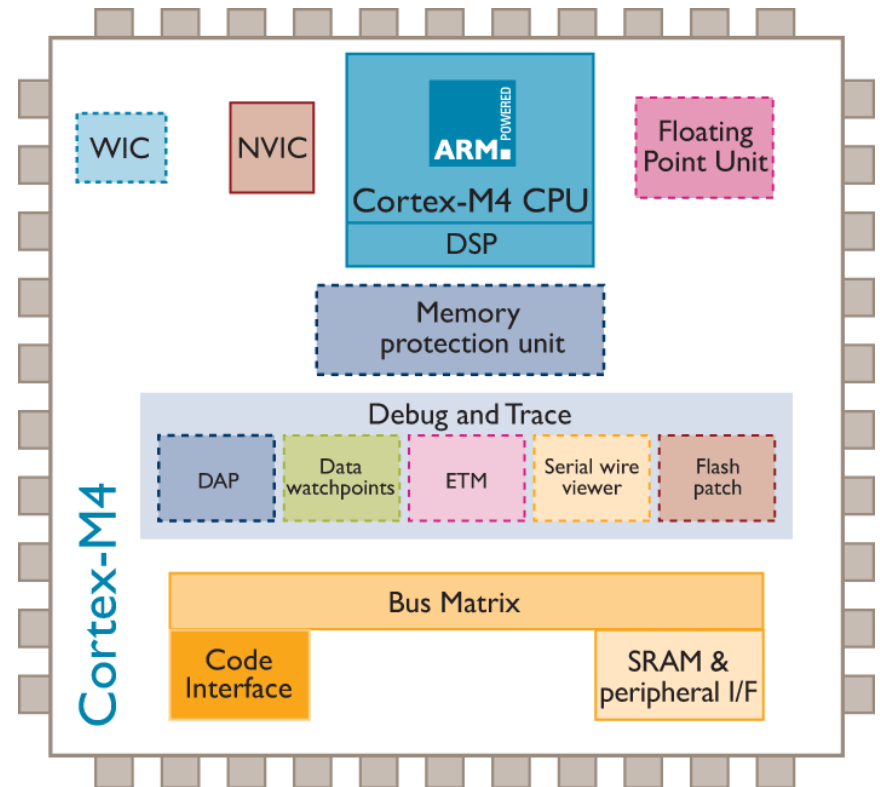 WIC
NVIC
ARM POWERED
Cortex-M4 CPU
DSP
Floating
Point Unit
Memory
protection unit
Debug and Trace
DAP
Data
watchpoints
ETM
Serial wire
viewer
Flash
patch
Cortex-M4
Bus Matrix
Code
Interface
SRAM &
peripheral I/F